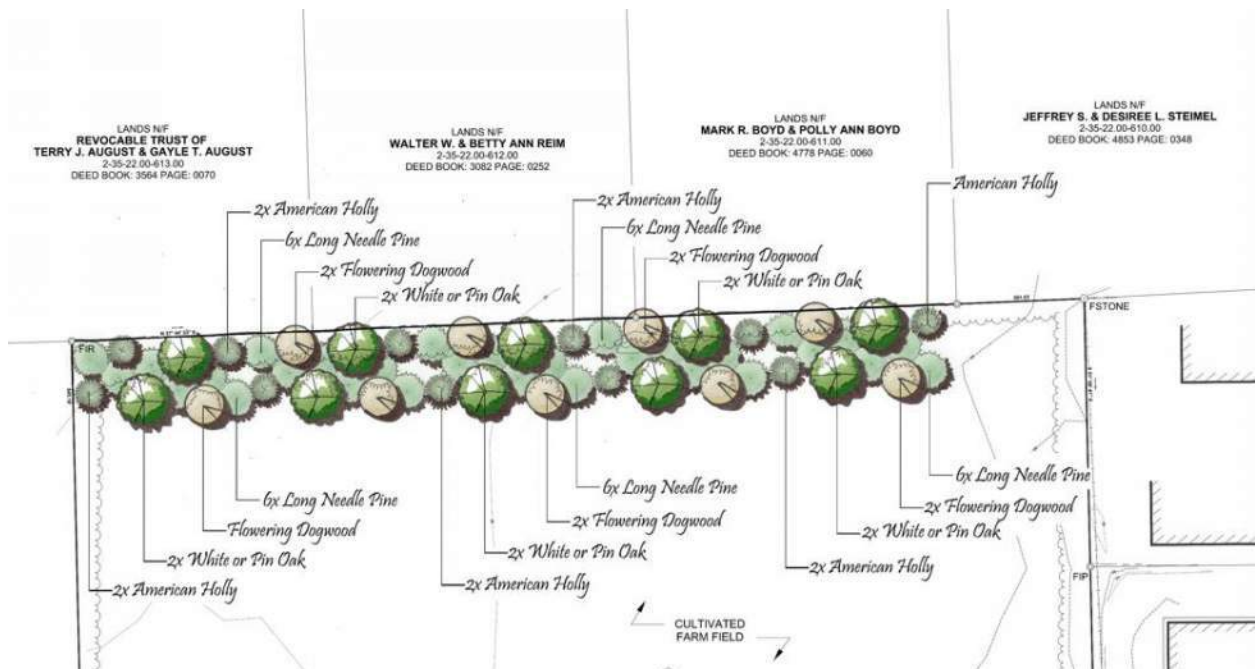 LANDS N/F
REVOCABLE TRUST OF
TERRY J. AUGUST & GAYLE T. AUGUST
2-35-22.00-613.00
DEED BOOK: 3564 PAGE: 0070
LANDS N/F
WALTER W. & BETTY ANN REIM
2-35-22.00-612.00
DEED BOOK: 3082 PAGE: 0252
LANDS N/F
MARK R. BOYD & POLLY ANN BOYD
2-35-22.00-611.00
DEED BOOK: 4778 PAGE: 0060
LANDS N/F
JEFFREY S. & DESIREE L. STEIMEL
2-35-22.00-610.00
DEED BOOK: 4853 PAGE: 0348
2x American Holly
6x Long Needle Pine
2x Flowering Dogwood
2x White or Pin Oak
2x American Holly
6x Long Needle Pine
2x Flowering Dogwood
2x White or Pin Oak
American Holly
FIR
FSTONE
6x Long Needle Pine
Flowering Dogwood
2x White or Pin Oak
2x American Holly
6x Long Needle Pine
2x Flowering Dogwood
2x White or Pin Oak
2x American Holly
6x Long Needle Pine
2x Flowering Dogwood
2x White or Pin Oak
2x American Holly
FIP
CULTIVATED
FARM FIELD